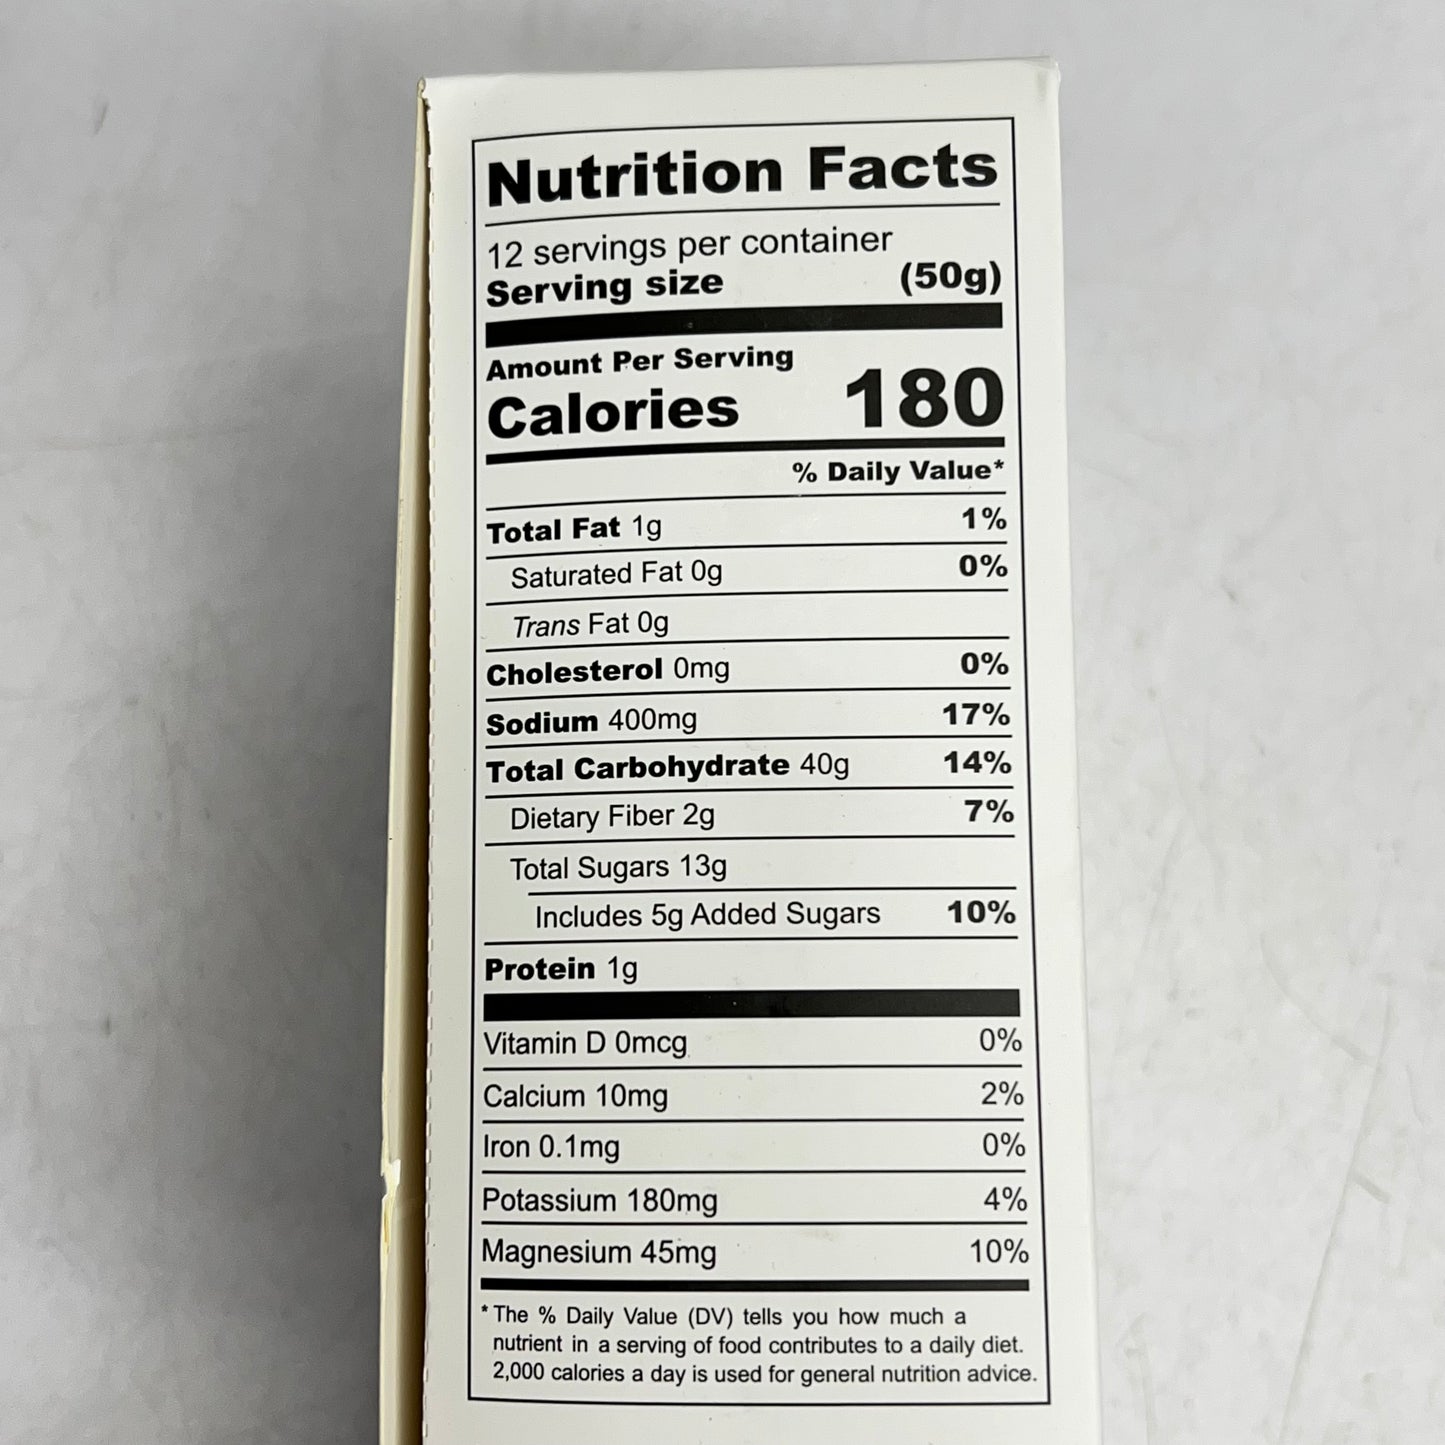 Nutrition Facts
12 servings per container
Serving size (50g)
Amount Per Serving
Calories 180
% Daily Value*
Total Fat 1g 1%
Saturated Fat 0g 0%
Trans Fat 0g
Cholesterol 0mg 0%
Sodium 400mg 17%
Total Carbohydrate 40g 14%
Dietary Fiber 2g 7%
Total Sugars 13g
Includes 5g Added Sugars 10%
Protein 1g
Vitamin D 0mcg 0%
Calcium 10mg 2%
Iron 0.1mg 0%
Potassium 180mg 4%
Magnesium 45mg 10%
* The % Daily Value (DV) tells you how much a
nutrient in a serving of food contributes to a daily diet.
2,000 calories a day is used for general nutrition advice.